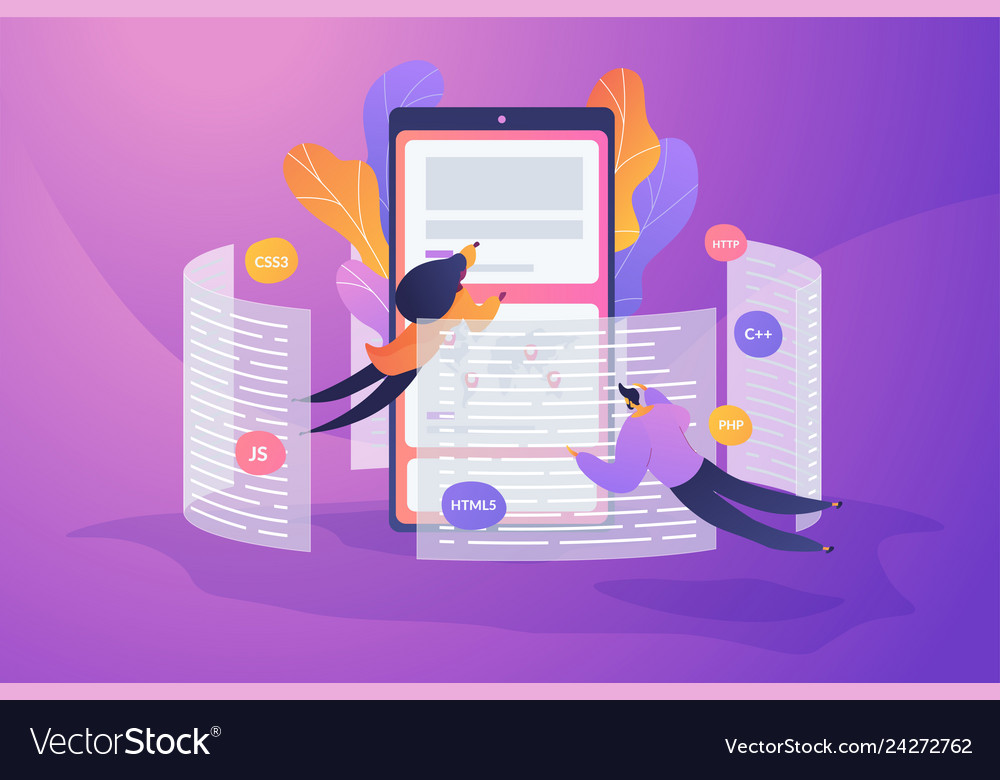 HTTP
CSS3
C++
PHP
JS
HTML5
VectorStock®
VectorStock.com/24272762